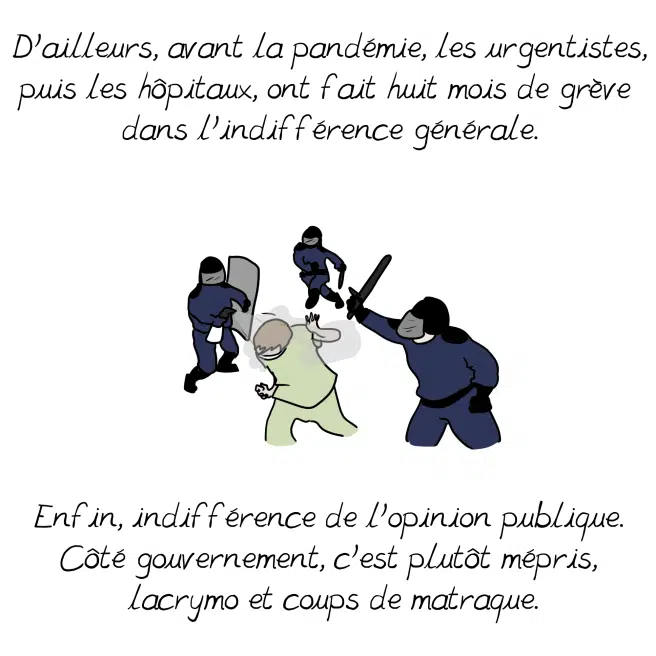 D'ailleurs, avant la pandémie, les urgentistes,
puis les hôpitaux, ont fait huit mois de grève
dans l'indifférence générale.
Enfin, indifférence de l'opinion publique.
Côté gouvernement, c'est plutôt mépris,
lacrymo et coups de matraque.